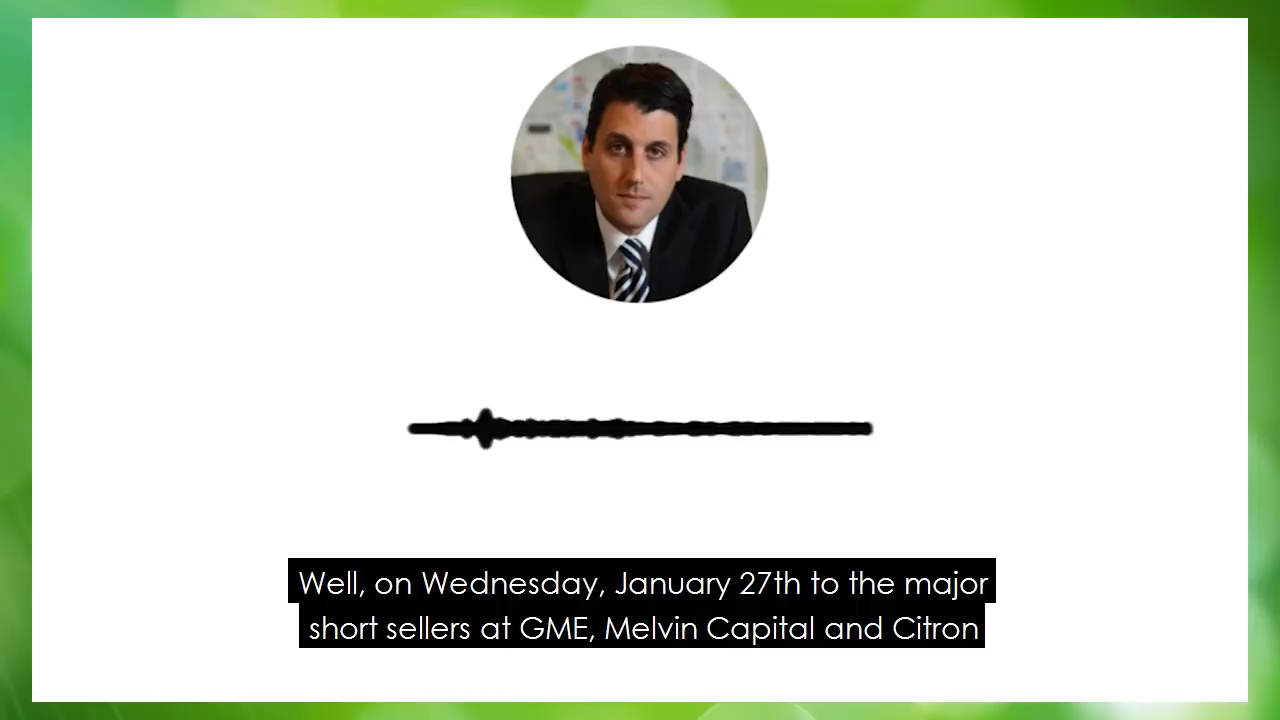 Well, on Wednesday, January 27th to the major
short sellers at GME, Melvin Capital and Citron